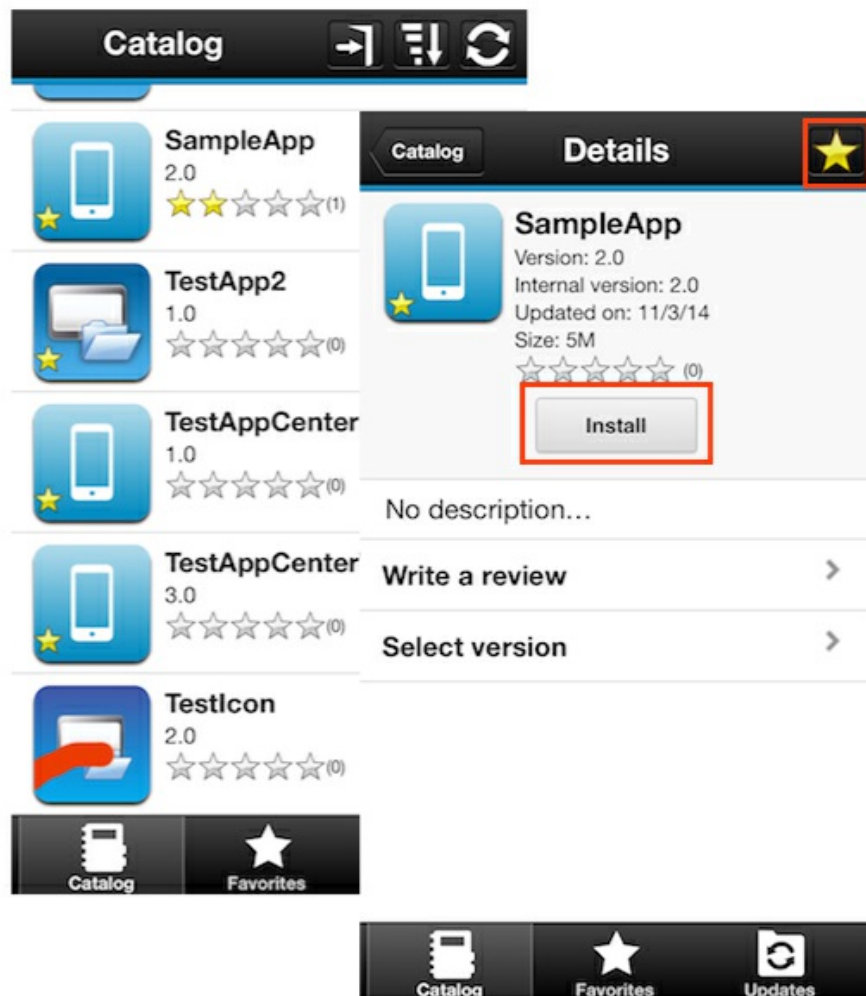 Catalog
SampleApp
2.0
(1)
TestApp2
1.0
(0)
TestAppCenter
1.0
(0)
TestAppCenter
3.0
(0)
TestIcon
2.0
(0)
Catalog
Favorites
Catalog
Details
SampleApp
Version: 2.0
Internal version: 2.0
Updated on: 11/3/14
Size: 5M
(0)
Install
No description...
Write a review
Select version
Catalog
Favorites
Updates